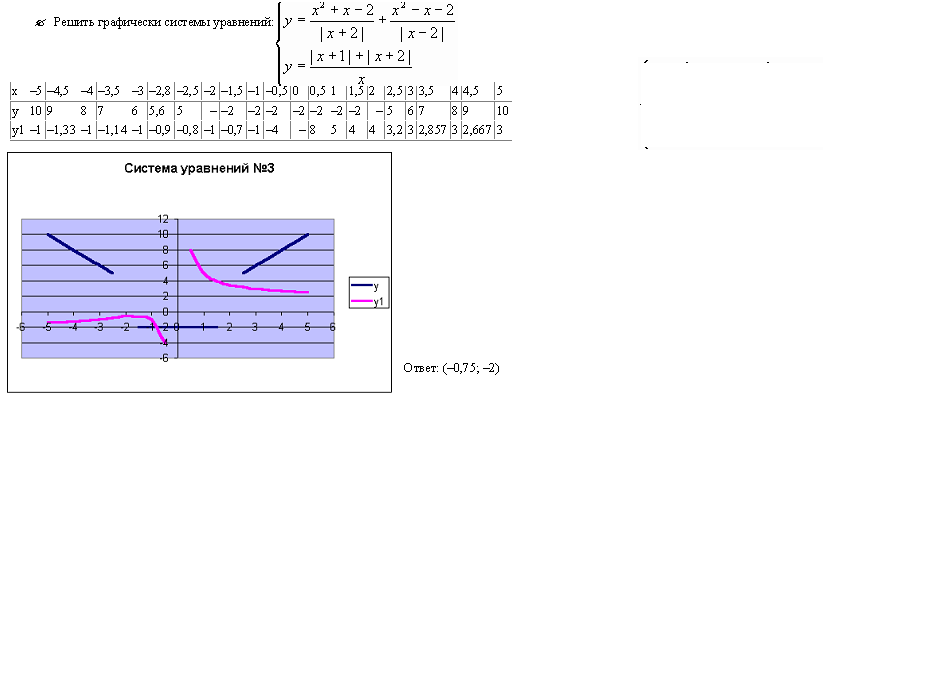 Решить графически системы уравнений: { y = (x² + x − 2)/|x + 2| + (x² − x − 2)/|x − 2|
y = (|x + 1| + |x + 2|)/x
x –5 –4,5 –4 –3,5 –3 –2,8 –2,5 –2 –1,5 –1 –0,5 0 0,5 1 1,5 2 2,5 3 3,5 4 4,5 5
y 10 9 8 7 6 5,6 5 – –2 –2 –2 –2 –2 –2 –2 – 5 6 7 8 9 10
y1 –1 –1,33 –1 –1,14 –1 –0,9 –0,8 –1 –0,7 –1 –4 – 8 5 4 4 3,2 3 2,857 3 2,667 3
Система уравнений №3
12
10
8
6
4
2
0
-6 -5 -4 -3 -2 -1 0 1 2 3 4 5 6
-2
-4
-6
y
y1
Ответ: (–0,75; –2)